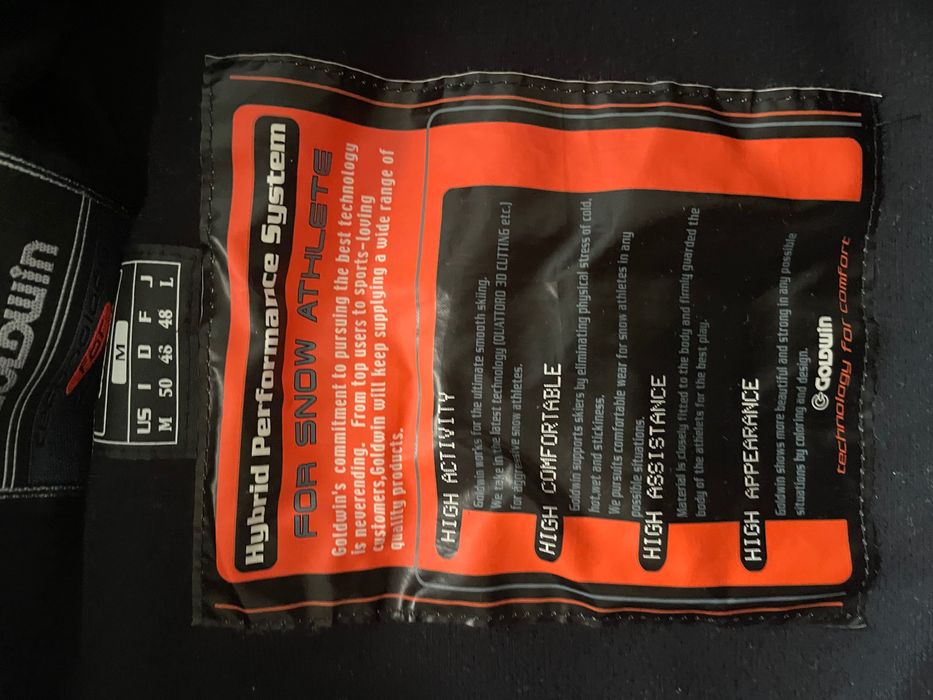 Goldwin
M
US I D F J
M 50 46 48 L
Hybrid Performance System
FOR SNOW ATHLETE
Goldwin's commitment to pursuing the best technology
is neverending. From top users to sports-loving
customers,Goldwin will keep supplying a wide range of
quality products.
HIGH ACTIVITY
Goldwin works for the ultimate smooth skiing.
We take in the latest technology (QUATTORO 3D CUTTING etc.)
for aggressive snow athletes.
HIGH COMFORTABLE
Goldwin supports skiers by eliminating physical stress of cold,
hot,wet and stickiness.
We pursuits comfortable wear for snow athletes in any
possible situations.
HIGH ASSISTANCE
Material is closely fitted to the body and firmly guarded the
body of the athelets for the best play.
HIGH APPEARANCE
Goldwin shows more beautiful and strong in any possible
situations by coloring and design.
GOLDWIN
technology for comfort